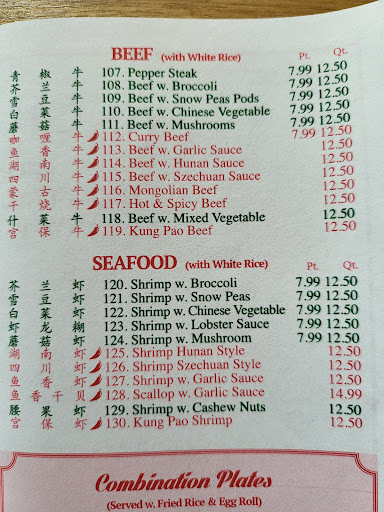 BEEF (with White Rice) Pt. Qt.
青椒牛 107. Pepper Steak 7.99 12.50
芥兰牛 108. Beef w. Broccoli 7.99 12.50
雪豆牛 109. Beef w. Snow Peas Pods 7.99 12.50
白菜牛 110. Beef w. Chinese Vegetable 7.99 12.50
蘑菇牛 111. Beef w. Mushrooms 7.99 12.50
咖喱牛 112. Curry Beef 7.99 12.50
鱼香牛 113. Beef w. Garlic Sauce 12.50
湖南牛 114. Beef w. Hunan Sauce 12.50
四川牛 115. Beef w. Szechuan Sauce 12.50
蒙古牛 116. Mongolian Beef 12.50
干烧牛 117. Hot & Spicy Beef 12.50
什菜牛 118. Beef w. Mixed Vegetable 12.50
宫保牛 119. Kung Pao Beef 12.50
SEAFOOD (with White Rice) Pt. Qt.
芥兰虾 120. Shrimp w. Broccoli 7.99 12.50
雪豆虾 121. Shrimp w. Snow Peas 7.99 12.50
白菜虾 122. Shrimp w. Chinese Vegetable 7.99 12.50
虾龙糊 123. Shrimp w. Lobster Sauce 7.99 12.50
蘑菇虾 124. Shrimp w. Mushroom 7.99 12.50
湖南虾 125. Shrimp Hunan Style 12.50
四川虾 126. Shrimp Szechuan Style 12.50
鱼香虾 127. Shrimp w. Garlic Sauce 12.50
鱼香干贝 128. Scallop w. Garlic Sauce 14.99
腰果虾 129. Shrimp w. Cashew Nuts 12.50
宫保虾 130. Kung Pao Shrimp 12.50
Combination Plates
(Served w. Fried Rice & Egg Roll)